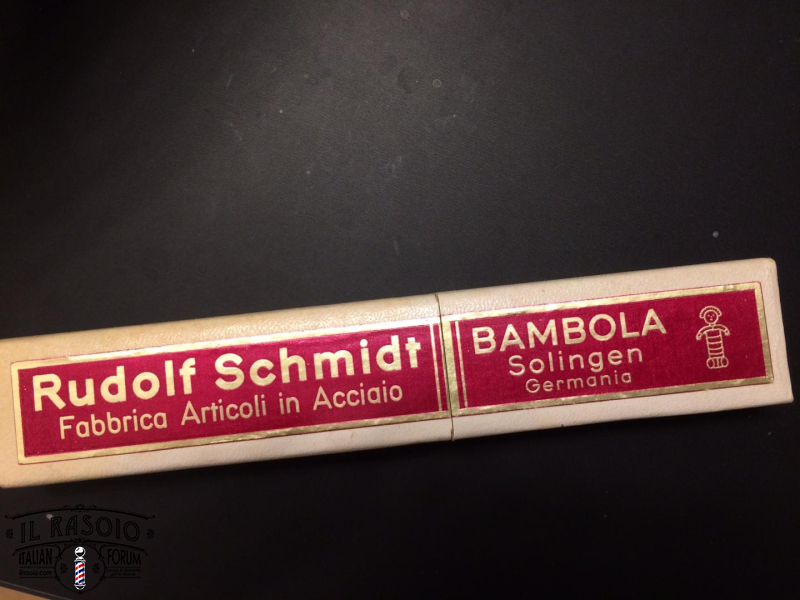 Rudolf Schmidt
Fabbrica Articoli in Acciaio
BAMBOLA
Solingen
Germania
IL RASOIO
ITALIAN FORUM